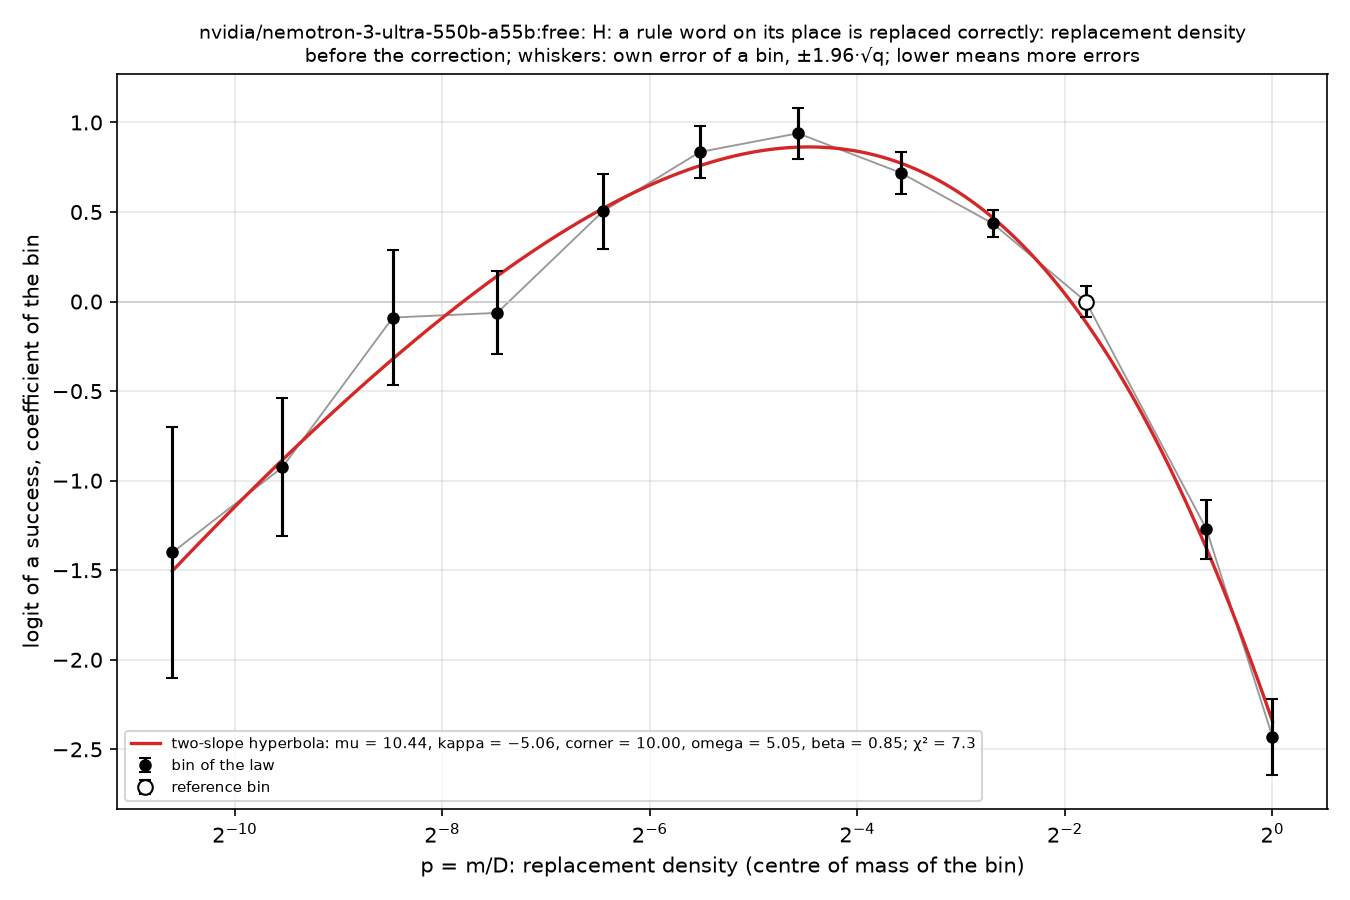 nvidia/nemotron-3-ultra-550b-a55b:free: H: a rule word on its place is replaced correctly: replacement density
before the correction; whiskers: own error of a bin, ±1.96·√q; lower means more errors
logit of a success, coefficient of the bin
1.0
0.5
0.0
−0.5
−1.0
−1.5
−2.0
−2.5
two-slope hyperbola: mu = 10.44, kappa = −5.06, corner = 10.00, omega = 5.05, beta = 0.85; χ² = 7.3
bin of the law
reference bin
2⁻¹⁰ 2⁻⁸ 2⁻⁶ 2⁻⁴ 2⁻² 2⁰
p = m/D: replacement density (centre of mass of the bin)